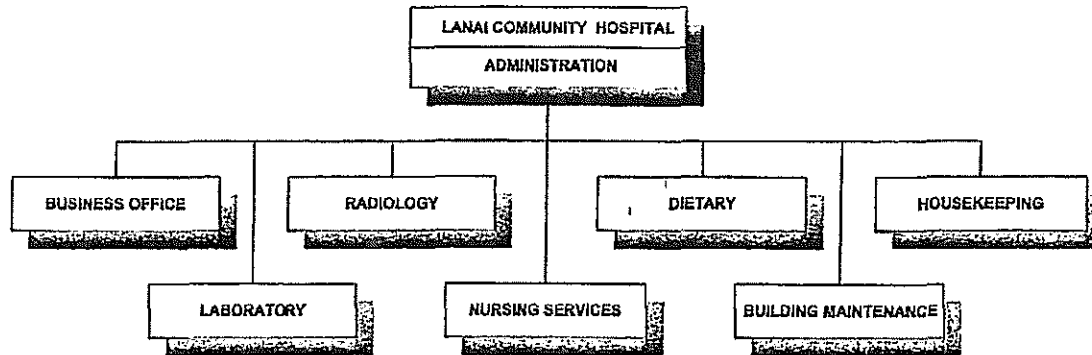 LANAI COMMUNITY HOSPITAL
ADMINISTRATION
BUSINESS OFFICE
RADIOLOGY
DIETARY
HOUSEKEEPING
LABORATORY
NURSING SERVICES
BUILDING MAINTENANCE